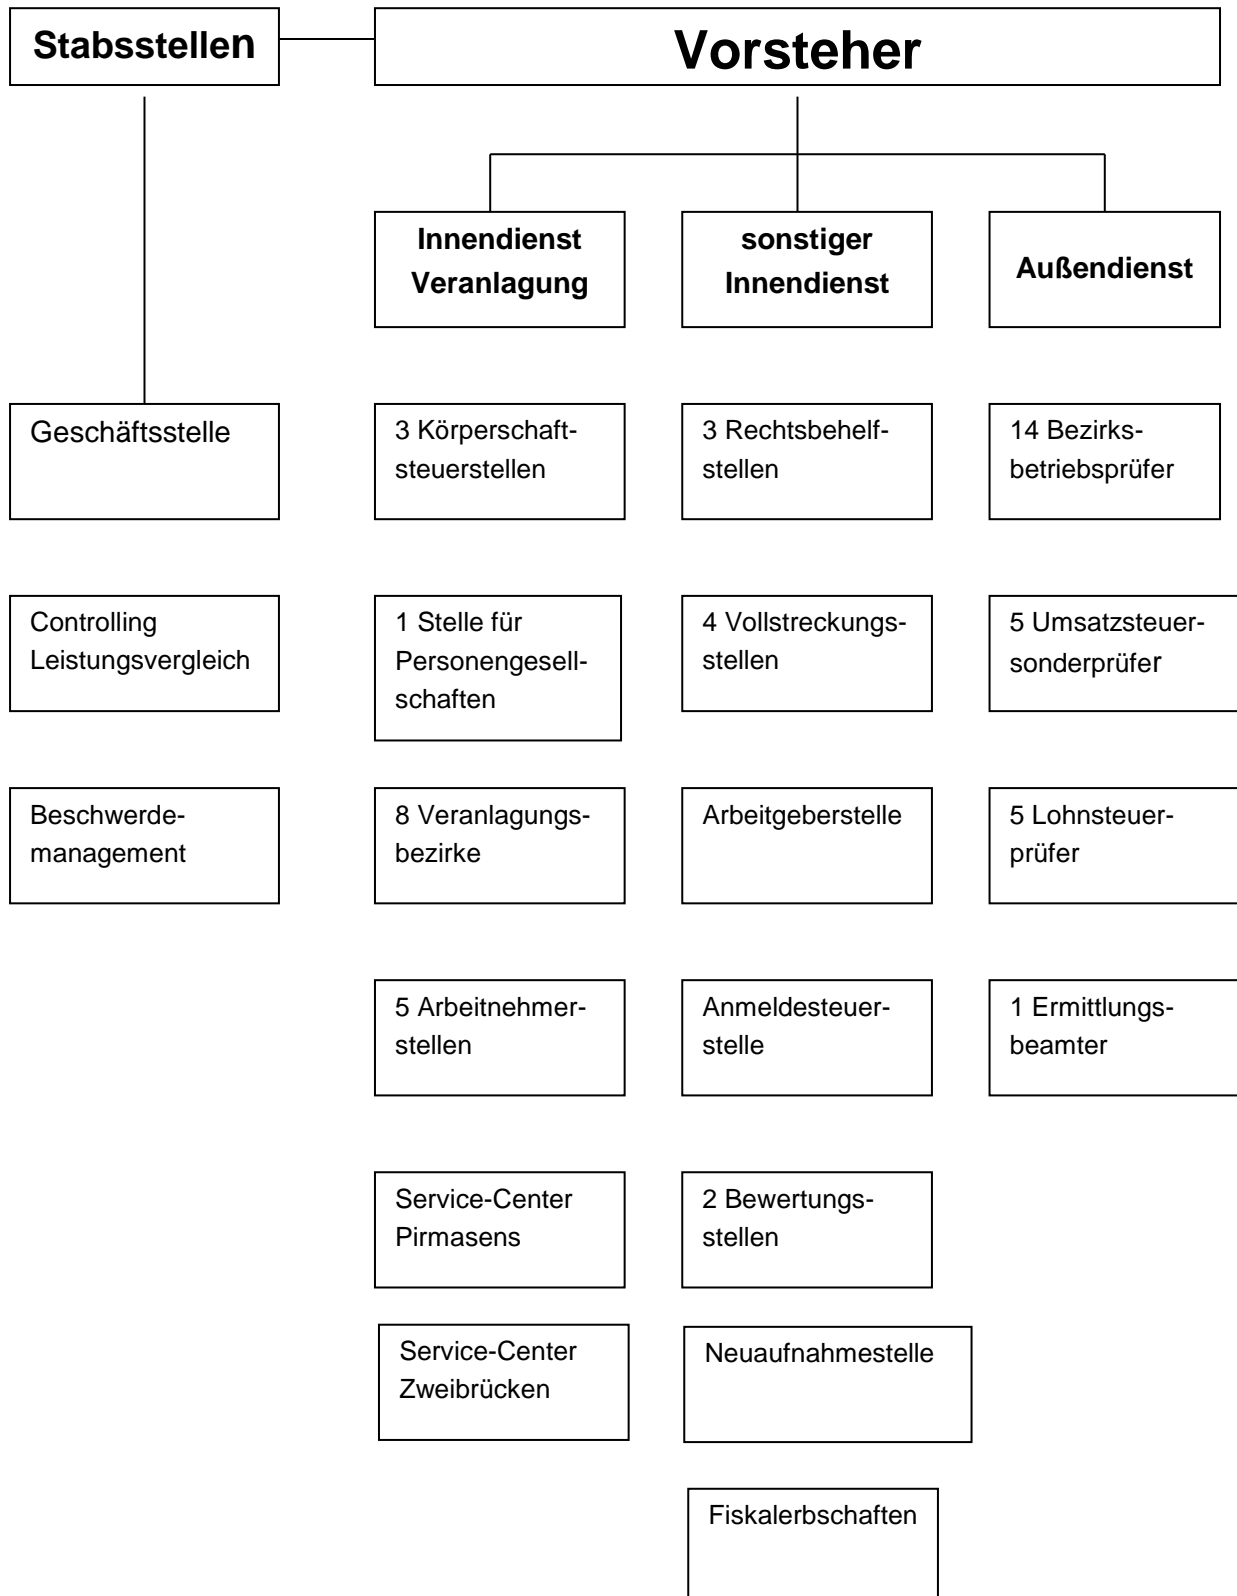 Stabsstellen
Vorsteher
Innendienst
Veranlagung
sonstiger
Innendienst
Außendienst
Geschäftsstelle
3 Körperschaft-
steuerstellen
3 Rechtsbehelf-
stellen
14 Bezirks-
betriebsprüfer
Controlling
Leistungsvergleich
1 Stelle für
Personengesell-
schaften
4 Vollstreckungs-
stellen
5 Umsatzsteuer-
sonderprüfer
Beschwerde-
management
8 Veranlagungs-
bezirke
Arbeitgeberstelle
5 Lohnsteuer-
prüfer
5 Arbeitnehmer-
stellen
Anmeldesteuer-
stelle
1 Ermittlungs-
beamter
Service-Center
Pirmasens
2 Bewertungs-
stellen
Service-Center
Zweibrücken
Neuaufnahmestelle
Fiskalerbschaften